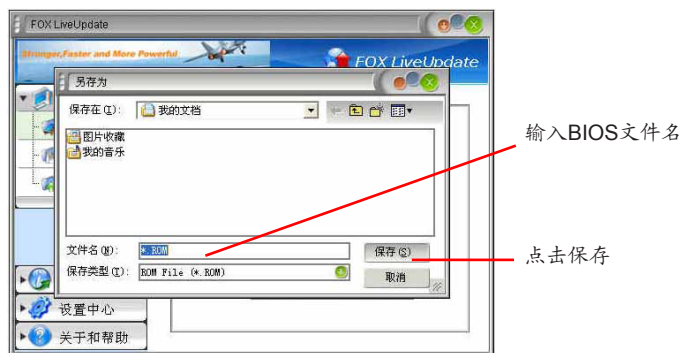 FOX LiveUpdate
Stronger,Faster and More Powerful
FOX LiveUpdate
另存为
保存在(I):
我的文档
图片收藏
我的音乐
输入BIOS文件名
文件名(N):
*.ROM
保存(S)
点击保存
保存类型(T):
ROM File (*.ROM)
取消
设置中心
关于和帮助